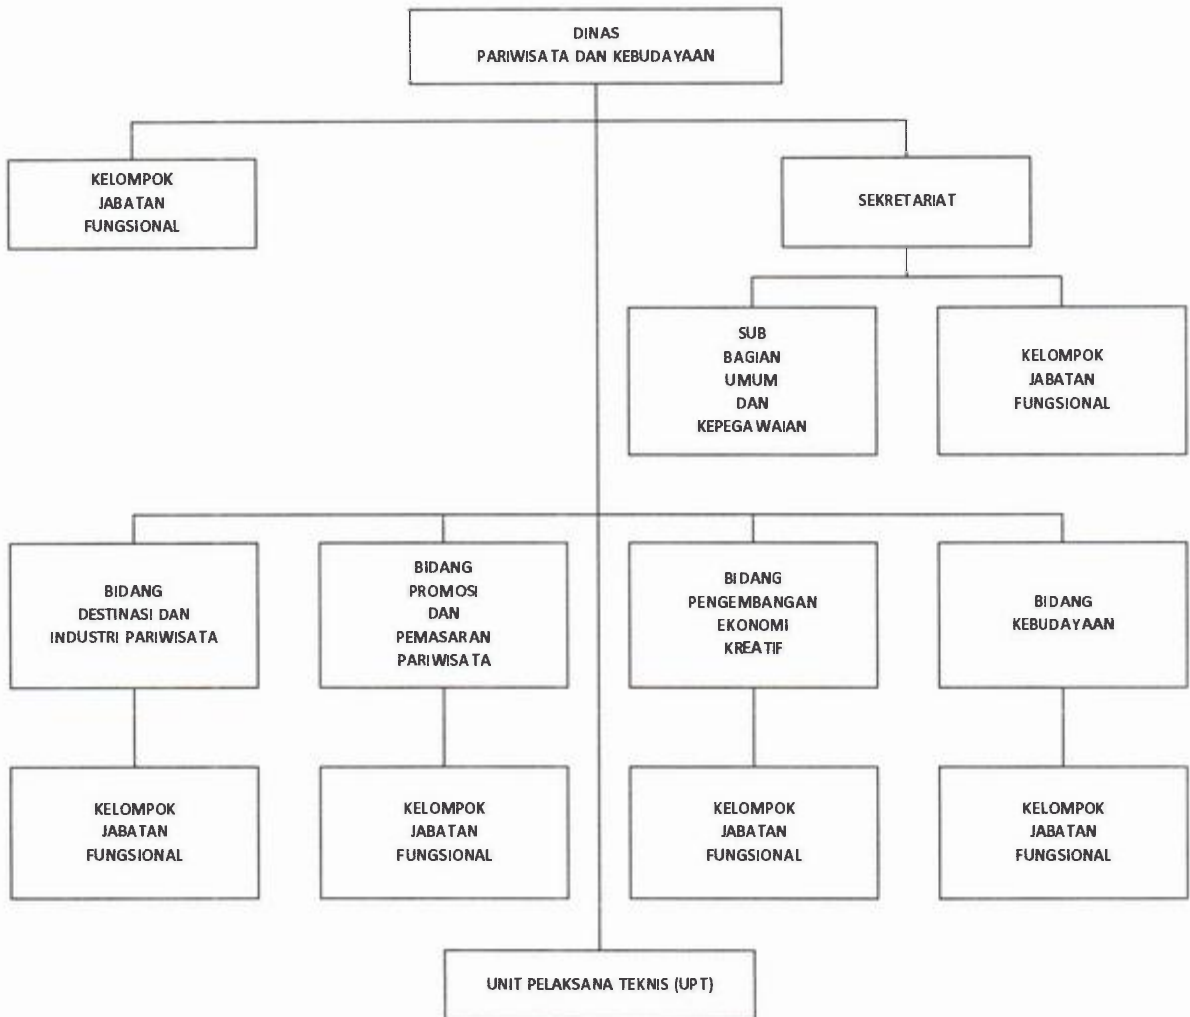 DINAS
PARIWISATA DAN KEBUDAYAAN
KELOMPOK
JABATAN
FUNGSIONAL
SEKRETARIAT
SUB
BAGIAN
UMUM
DAN
KEPEGAWAIAN
KELOMPOK
JABATAN
FUNGSIONAL
BIDANG
DESTINASI DAN
INDUSTRI PARIWISATA
BIDANG
PROMOSI
DAN
PEMASARAN
PARIWISATA
BIDANG
PENGEMBANGAN
EKONOMI
KREATIF
BIDANG
KEBUDAYAAN
KELOMPOK
JABATAN
FUNGSIONAL
KELOMPOK
JABATAN
FUNGSIONAL
KELOMPOK
JABATAN
FUNGSIONAL
KELOMPOK
JABATAN
FUNGSIONAL
UNIT PELAKSANA TEKNIS (UPT)